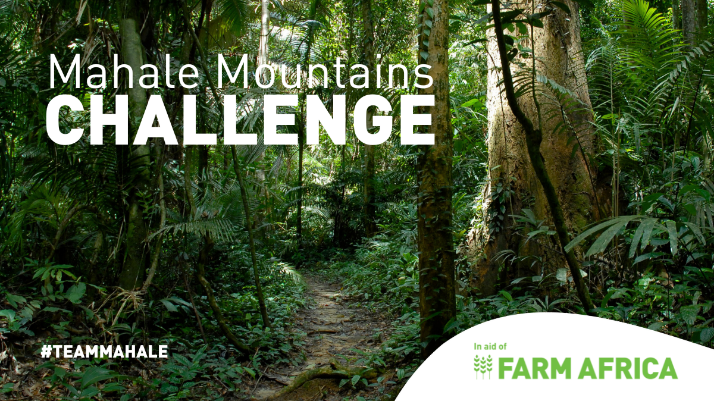 Mahale Mountains
CHALLENGE
#TEAMMAHALE
In aid of
FARM AFRICA